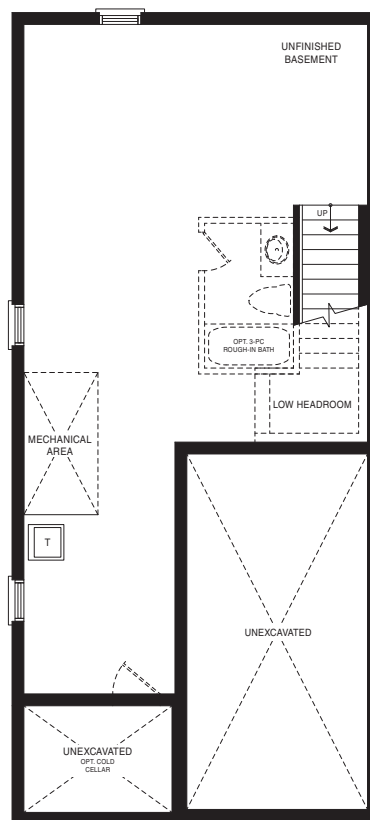 UNFINISHED
BASEMENT
UP
OPT. 3-PC
ROUGH-IN BATH
LOW HEADROOM
MECHANICAL
AREA
T
UNEXCAVATED
UNEXCAVATED
OPT. COLD
CELLAR